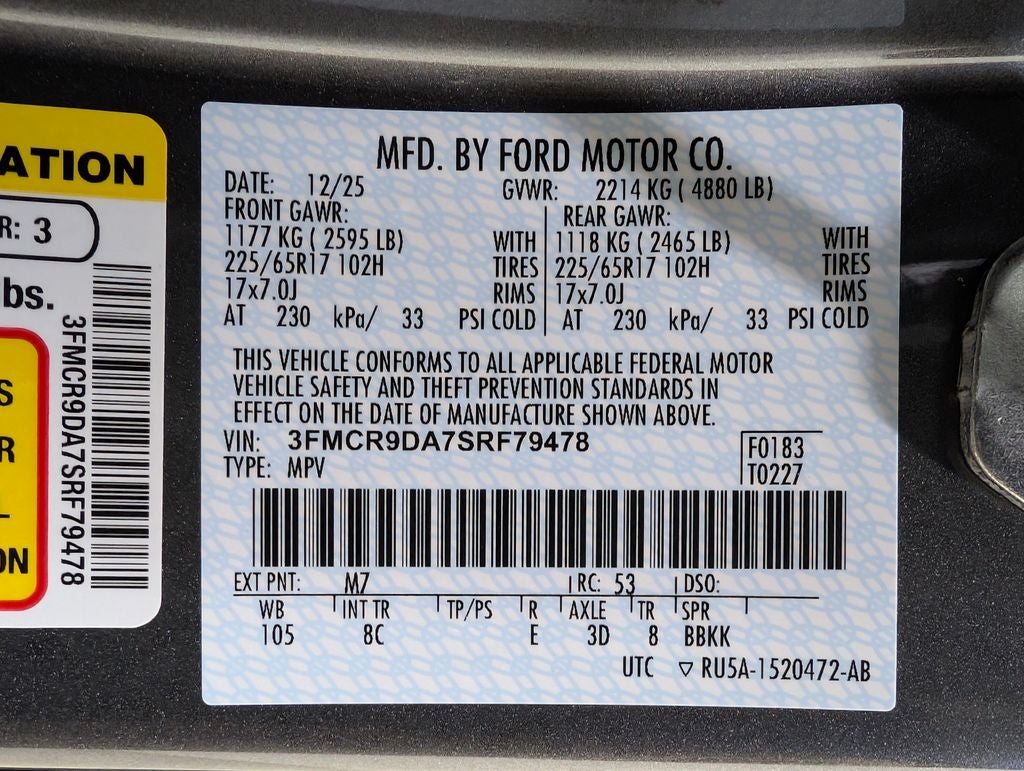 ATION
R: 3
bs.
3FMCR9DA7SRF79478
S
R
L
ON
MFD. BY FORD MOTOR CO.
DATE: 12/25 GVWR: 2214 KG ( 4880 LB)
FRONT GAWR: REAR GAWR:
1177 KG ( 2595 LB) WITH 1118 KG ( 2465 LB) WITH
225/65R17 102H TIRES 225/65R17 102H TIRES
17x7.0J RIMS 17x7.0J RIMS
AT 230 kPa/ 33 PSI COLD AT 230 kPa/ 33 PSI COLD
THIS VEHICLE CONFORMS TO ALL APPLICABLE FEDERAL MOTOR
VEHICLE SAFETY AND THEFT PREVENTION STANDARDS IN
EFFECT ON THE DATE OF MANUFACTURE SHOWN ABOVE.
VIN: 3FMCR9DA7SRF79478 F0183
TYPE: MPV T0227
EXT PNT: M7 RC: 53 DSO:
WB INT TR TP/PS R AXLE TR SPR
105 8C E 3D 8 BBKK
UTC ▽ RU5A-1520472-AB